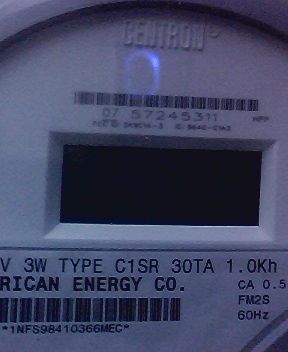 CENTRON®
07 57245311
V 3W TYPE C1SR 30TA 1.0Kh
RICAN ENERGY CO.
CA 0.5
FM2S
60Hz
*1NFS98410366MEC*